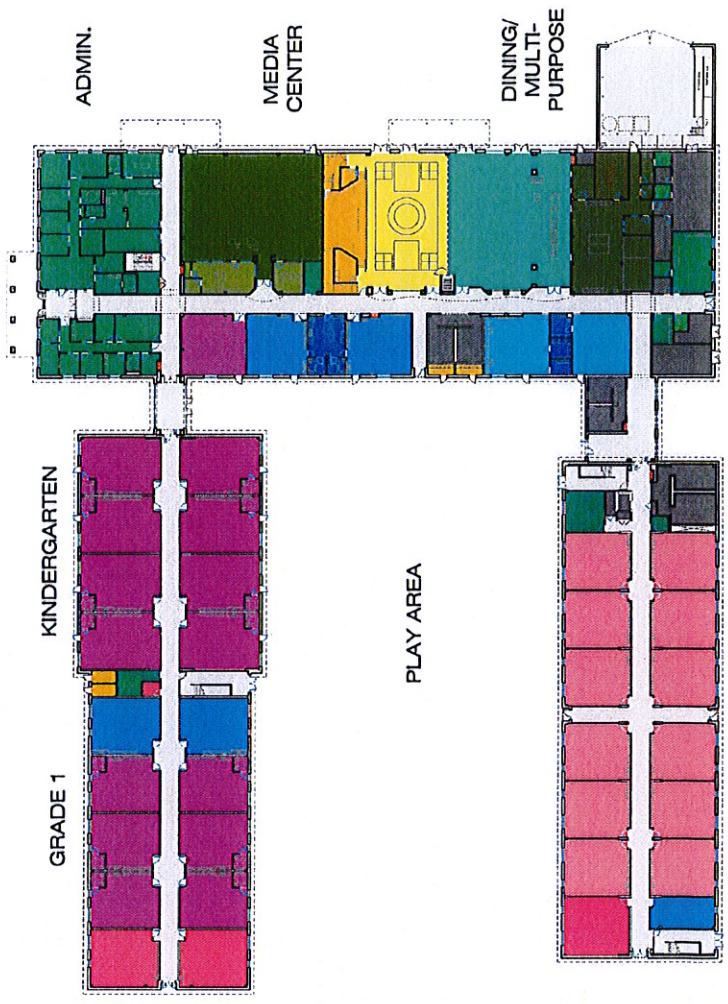 ADMIN.
MEDIA
CENTER
DINING/
MULTI-
PURPOSE
KINDERGARTEN
GRADE 1
PLAY AREA